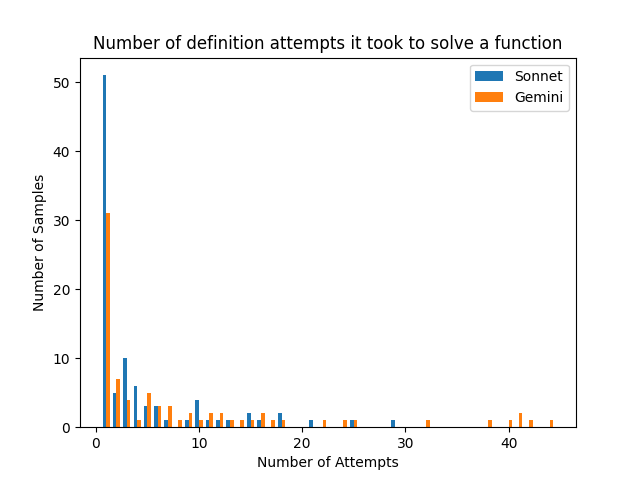 Number of definition attempts it took to solve a function
Sonnet
Gemini
Number of Samples
50
40
30
20
10
0
0 10 20 30 40
Number of Attempts